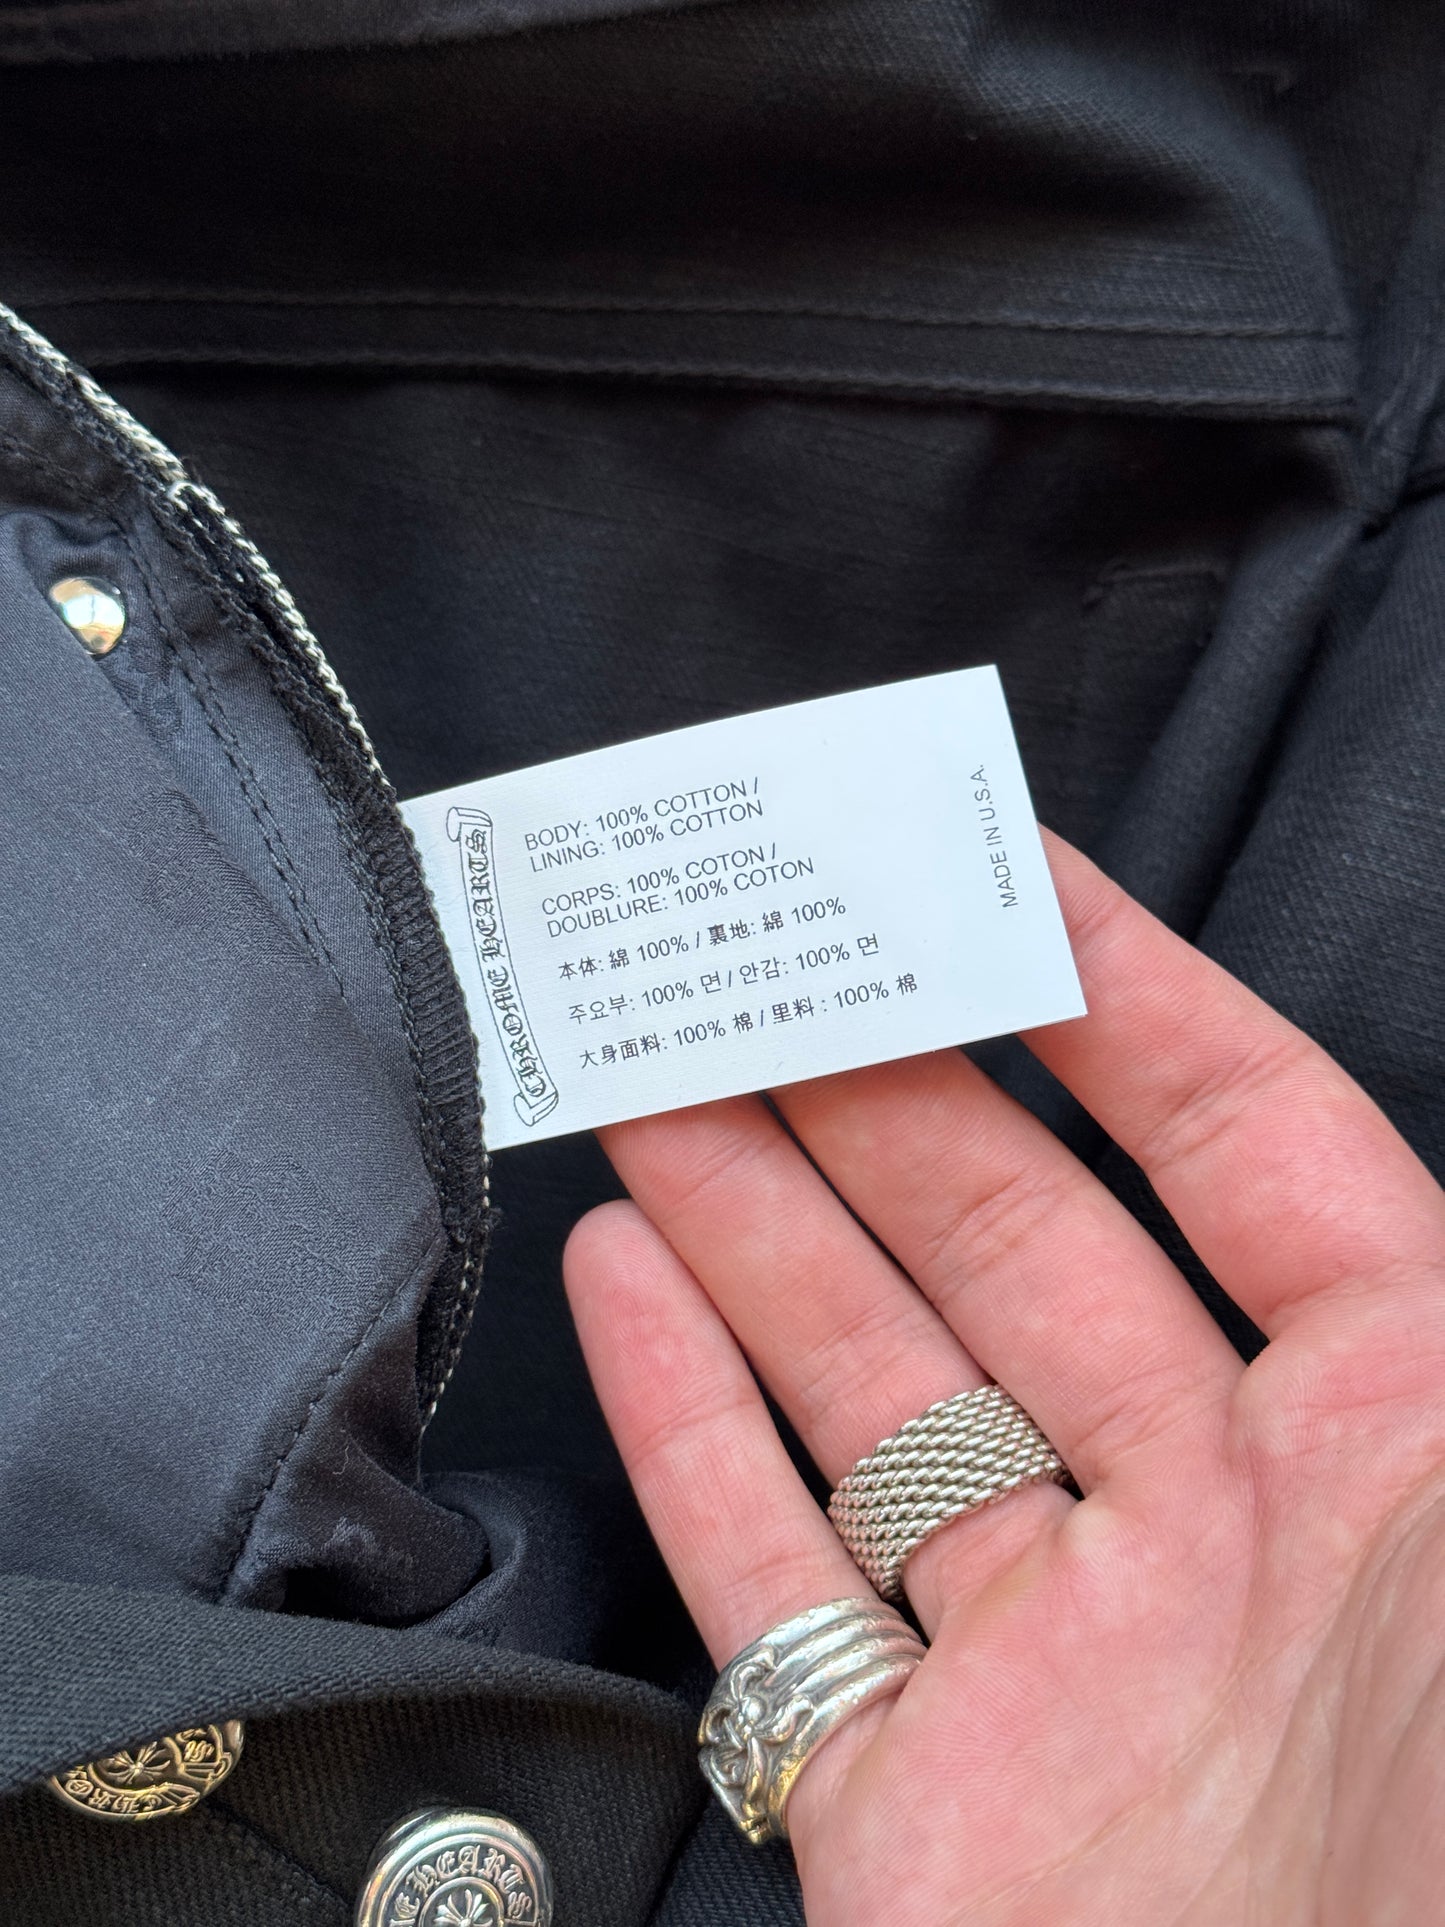 CHROME HEARTS
BODY: 100% COTTON /
LINING: 100% COTTON
CORPS: 100% COTON /
DOUBLURE: 100% COTON
本体: 綿 100% / 裏地: 綿 100%
주요부: 100% 면 / 안감: 100% 면
大身面料: 100% 棉 / 里料 : 100% 棉
MADE IN U.S.A.
HEARTS